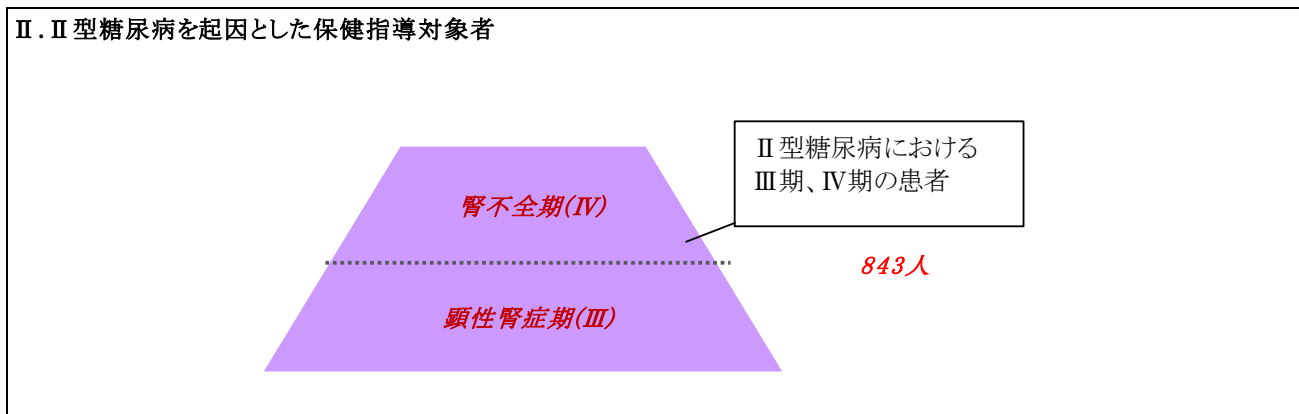 Ⅱ.Ⅱ型糖尿病を起因とした保健指導対象者
Ⅱ型糖尿病における
Ⅲ期、Ⅳ期の患者
腎不全期(Ⅳ)
843人
顕性腎症期(Ⅲ)